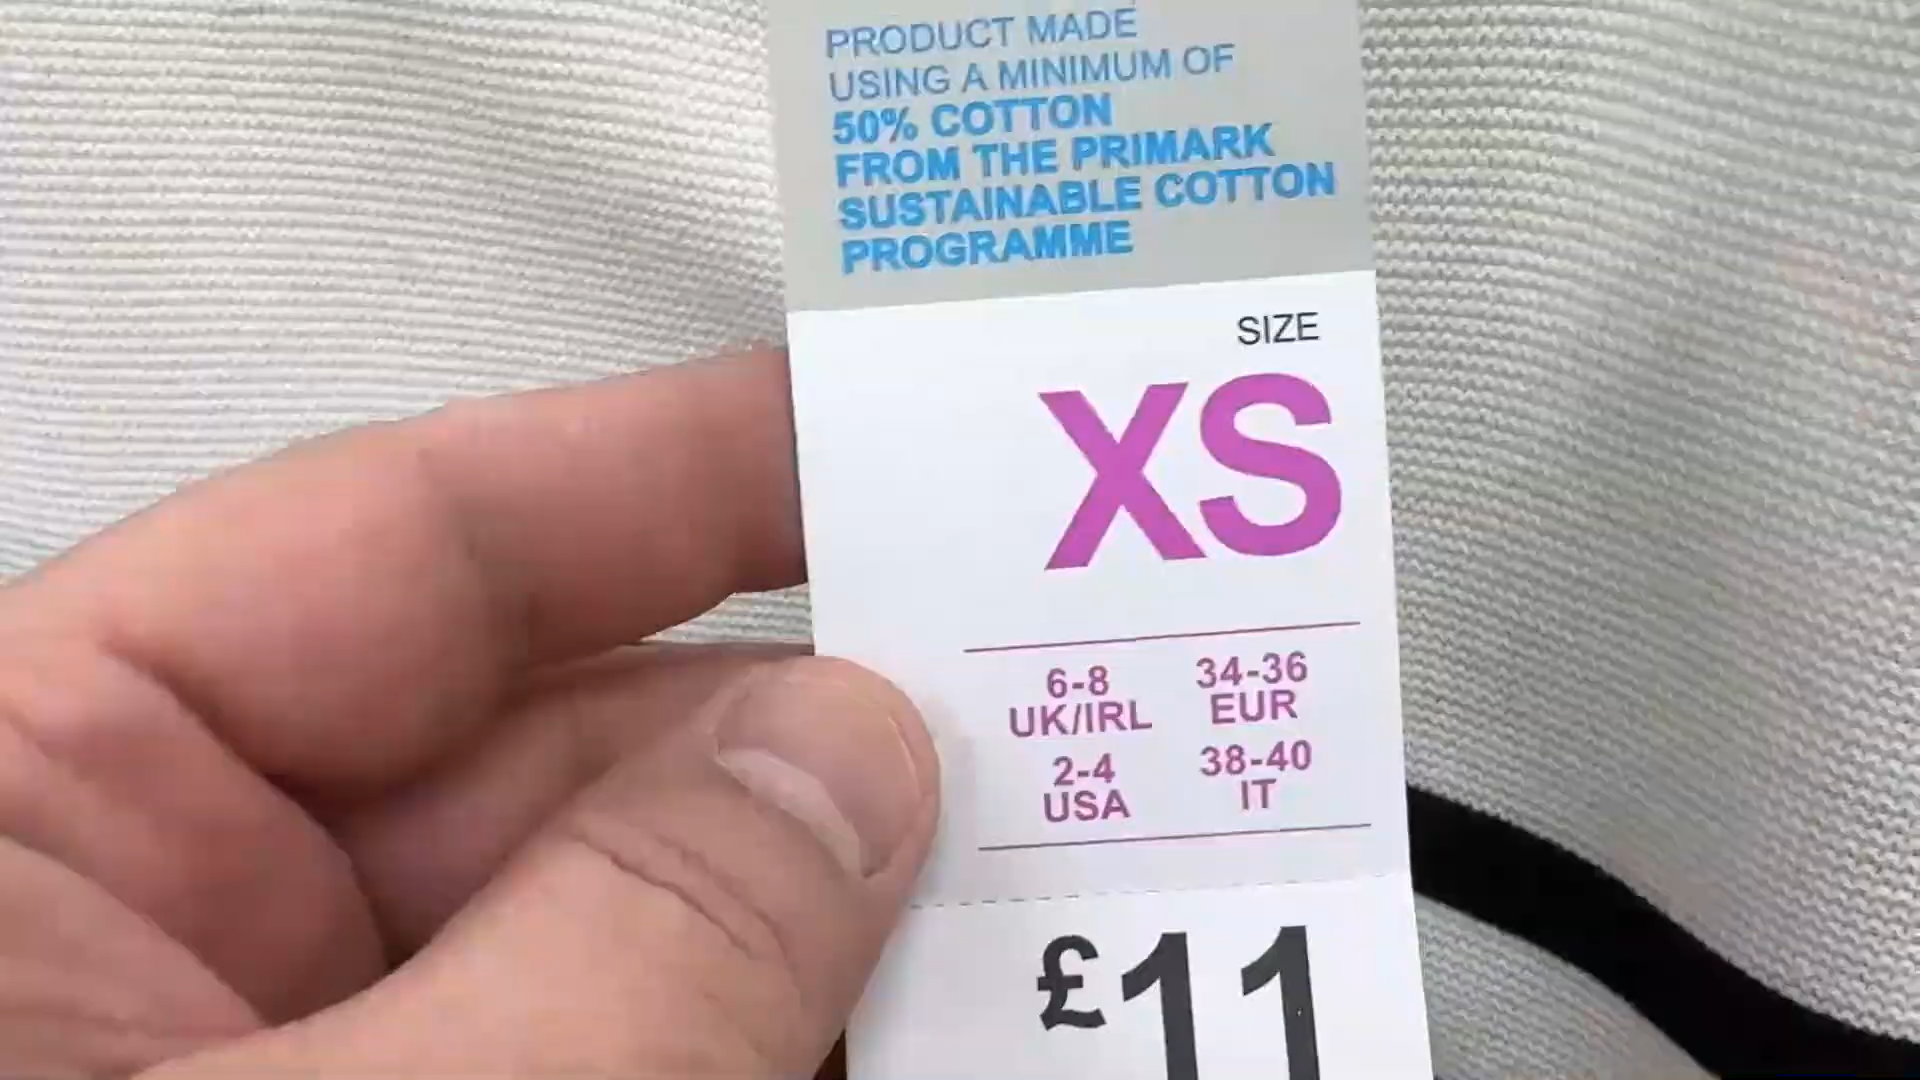 PRODUCT MADE
USING A MINIMUM OF
50% COTTON
FROM THE PRIMARK
SUSTAINABLE COTTON
PROGRAMME
SIZE
XS
6-8 34-36
UK/IRL EUR
2-4 38-40
USA IT
£11